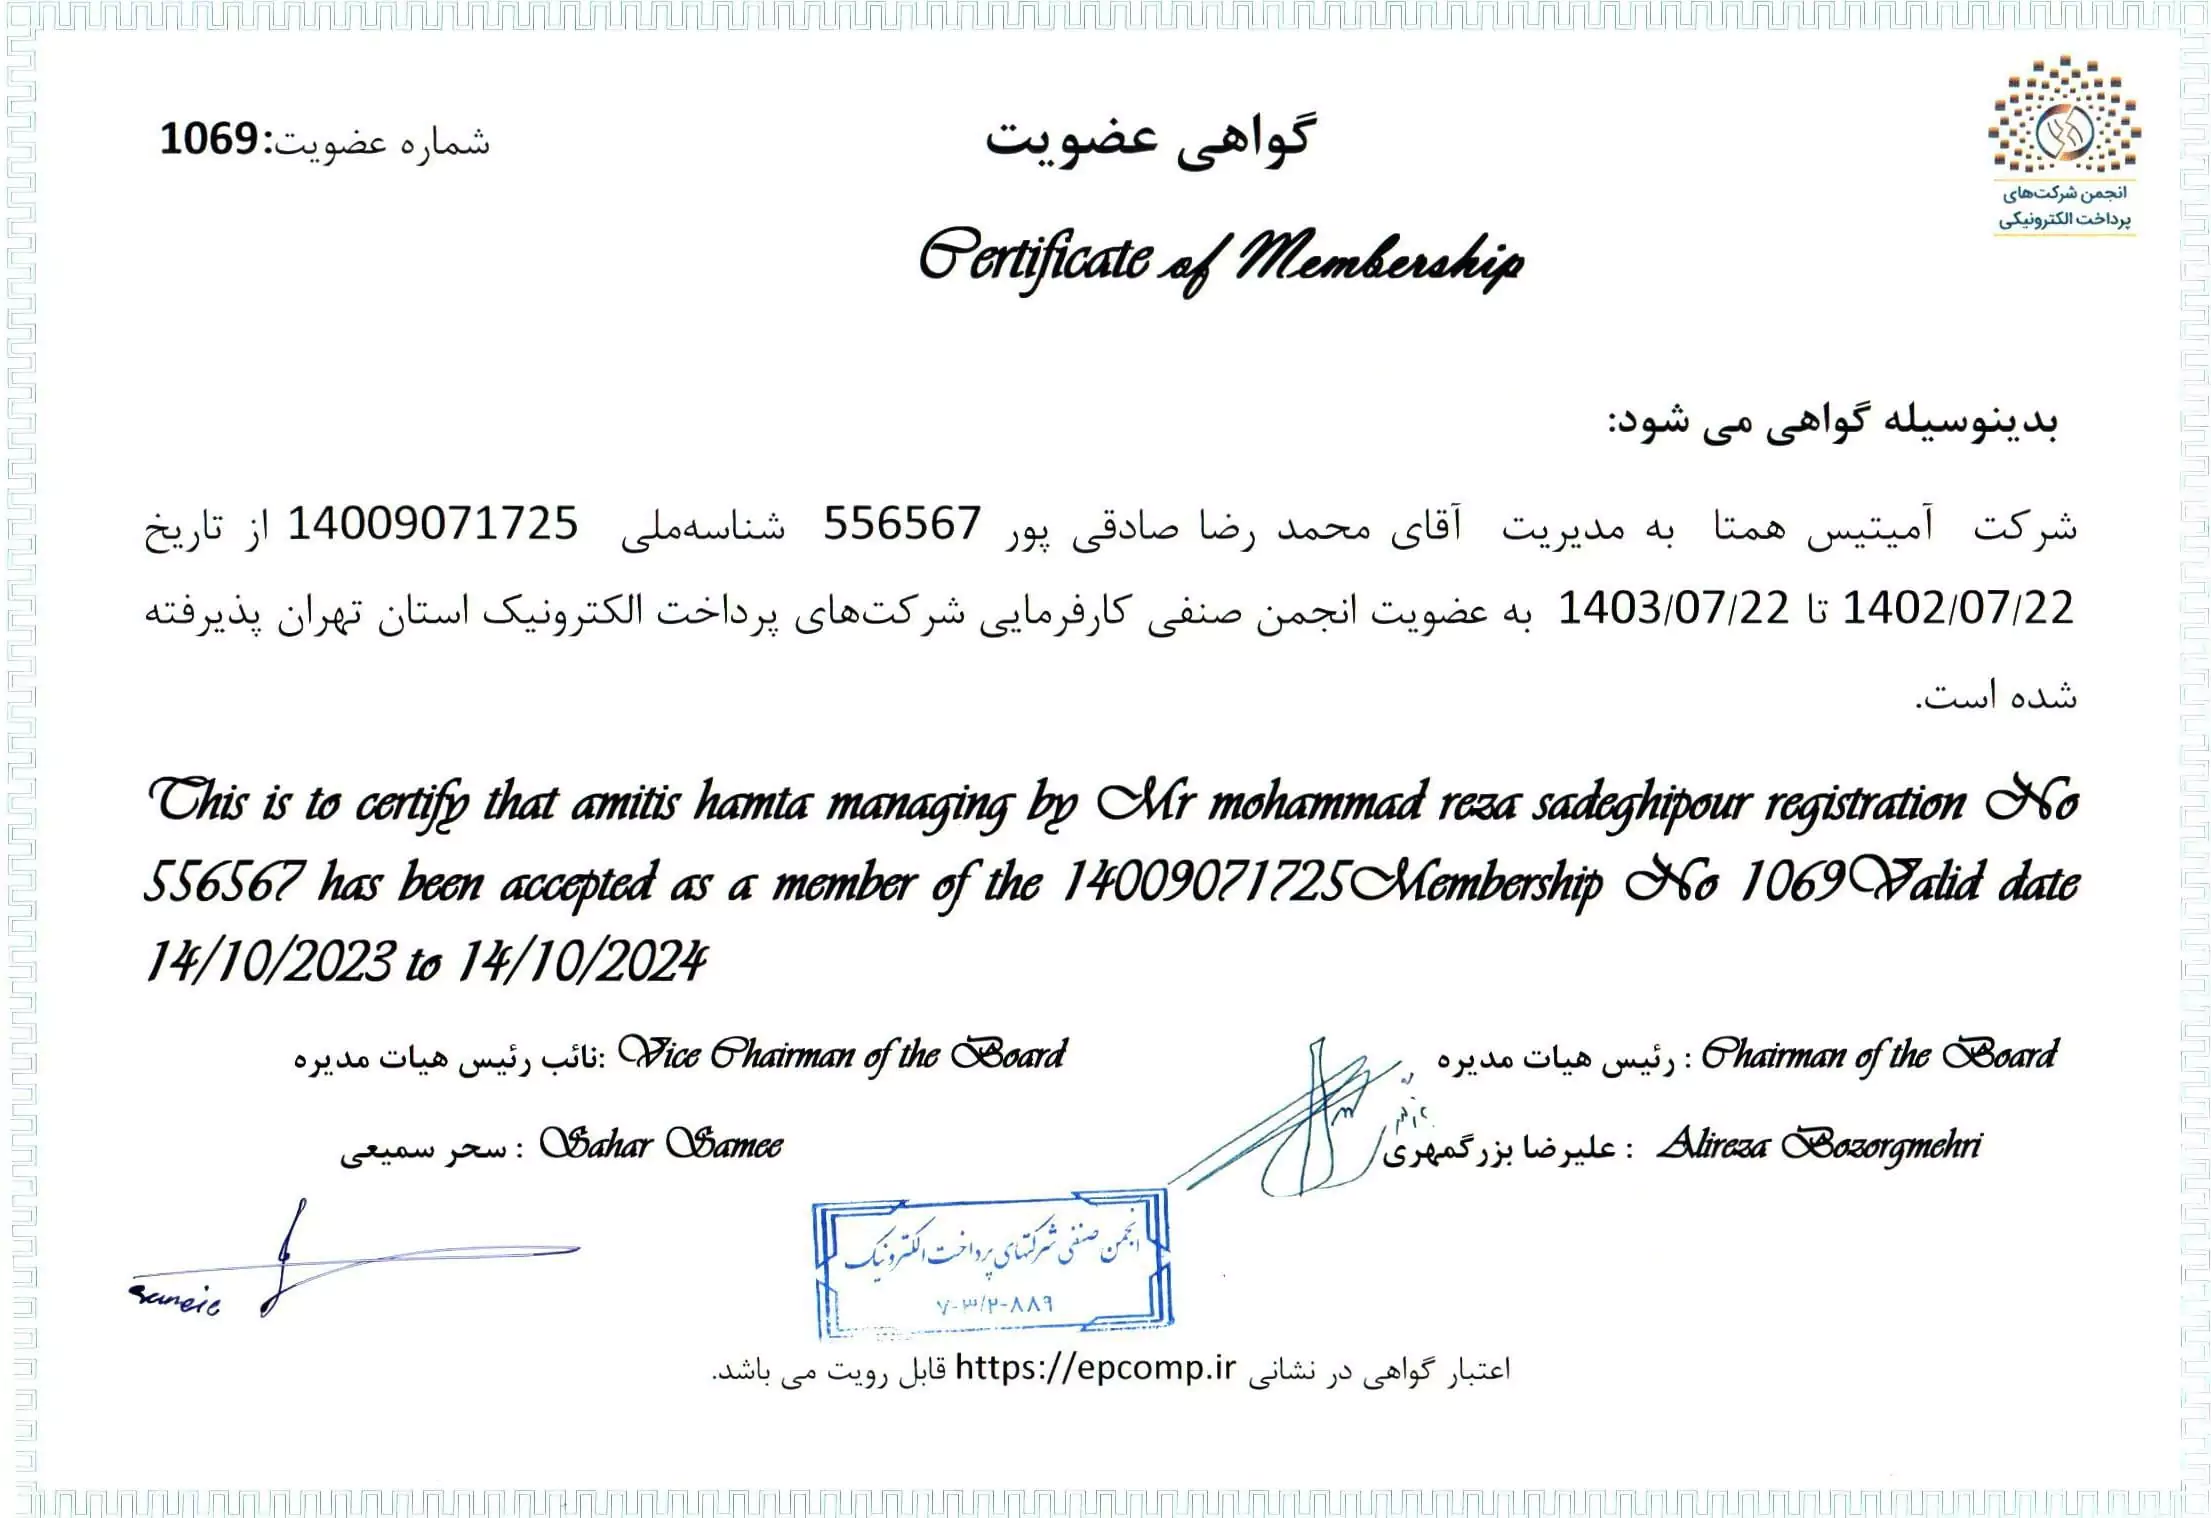 انجمن شرکت‌های
پرداخت الکترونیکی
گواهی عضویت
شماره عضویت:1069
Certificate of Membership
بدینوسیله گواهی می شود:
شرکت آمیتیس همتا به مدیریت آقای محمد رضا صادقی پور 556567 شناسه‌ملی 14009071725 از تاریخ
1402/07/22 تا 1403/07/22 به عضویت انجمن صنفی کارفرمایی شرکت‌های پرداخت الکترونیک استان تهران پذیرفته
شده است.
This is to certify that amitis hamta managing by Mr mohammad reza sadeghipour registration No
556567 has been accepted as a member of the 14009071725Membership No 1069Valid date
14/10/2023 to 14/10/2024
رئیس هیات مدیره : Chairman of the Board
نائب رئیس هیات مدیره: Vice Chairman of the Board
علیرضا بزرگمهری : Alireza Bozorgmehri
سحر سمیعی : Sahar Samee
انجمن صنفی شرکتهای پرداخت الکترونیک
۷-۳/۲-۸۸۹
اعتبار گواهی در نشانی https://epcomp.ir قابل رویت می باشد.